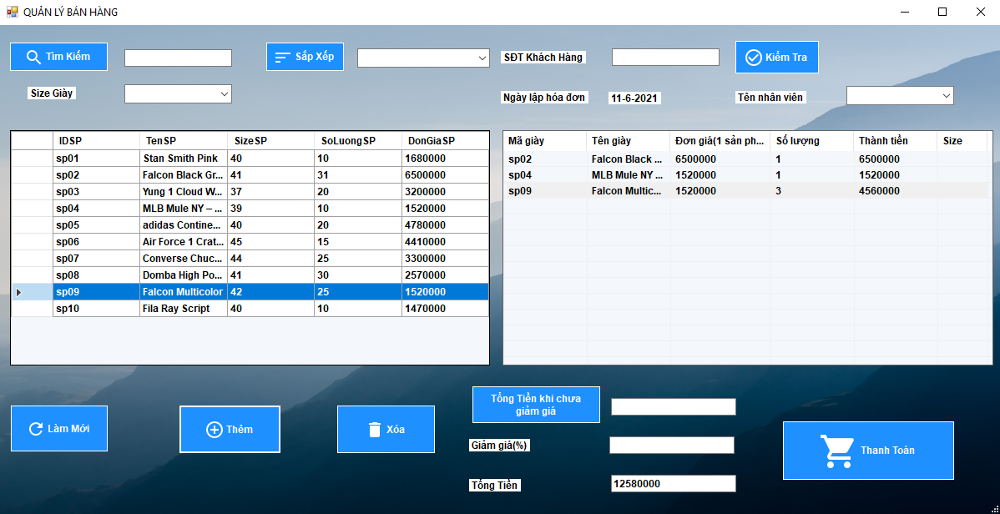 QUẢN LÝ BÁN HÀNG
Tìm Kiếm
Sắp Xếp
SĐT Khách Hàng
Kiểm Tra
Size Giày
Ngày lập hóa đơn
11-6-2021
Tên nhân viên
IDSP TenSP SizeSP SoLuongSP DonGiaSP
sp01 Stan Smith Pink 40 10 1680000
sp02 Falcon Black Gr... 41 31 6500000
sp03 Yung 1 Cloud W... 37 20 3200000
sp04 MLB Mule NY – ... 39 10 1520000
sp05 adidas Contine... 40 20 4780000
sp06 Air Force 1 Crat... 45 15 4410000
sp07 Converse Chuc... 44 25 3300000
sp08 Domba High Po... 41 30 2570000
sp09 Falcon Multicolor 42 25 1520000
sp10 Fila Ray Script 40 10 1470000
Mã giày Tên giày Đơn giá(1 sản ph... Số lượng Thành tiền Size
sp02 Falcon Black ... 6500000 1 6500000
sp04 MLB Mule NY ... 1520000 1 1520000
sp09 Falcon Multic... 1520000 3 4560000
Làm Mới
Thêm
Xóa
Tổng Tiền khi chưa
giảm giá
Giảm giá(%)
Tổng Tiền
12580000
Thanh Toán